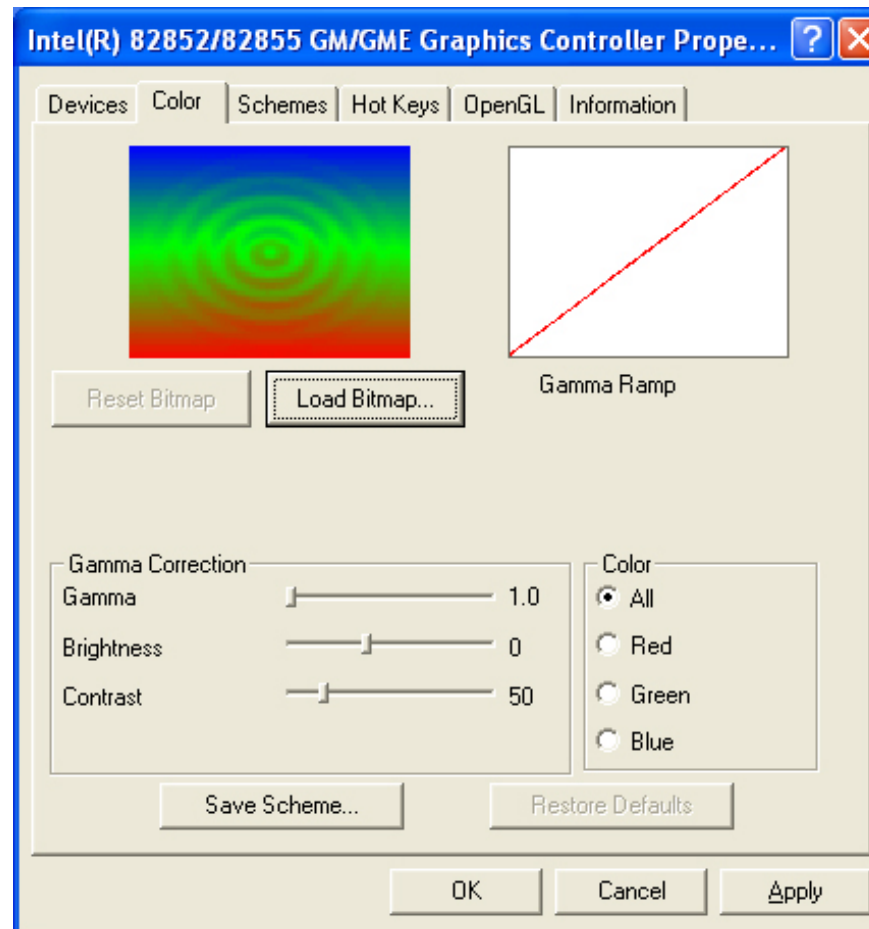 Intel(R) 82852/82855 GM/GME Graphics Controller Prope...
Devices Color Schemes Hot Keys OpenGL Information
Reset Bitmap Load Bitmap... Gamma Ramp
Gamma Correction Color
Gamma 1.0 All
Brightness 0 Red
Contrast 50 Green
Blue
Save Scheme... Restore Defaults
OK Cancel Apply